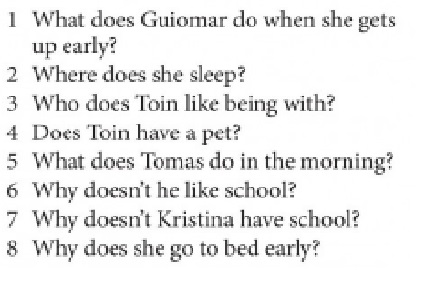 1 What does Guiomar do when she gets
up early?
2 Where does she sleep?
3 Who does Toin like being with?
4 Does Toin have a pet?
5 What does Tomas do in the morning?
6 Why doesn't he like school?
7 Why doesn't Kristina have school?
8 Why does she go to bed early?